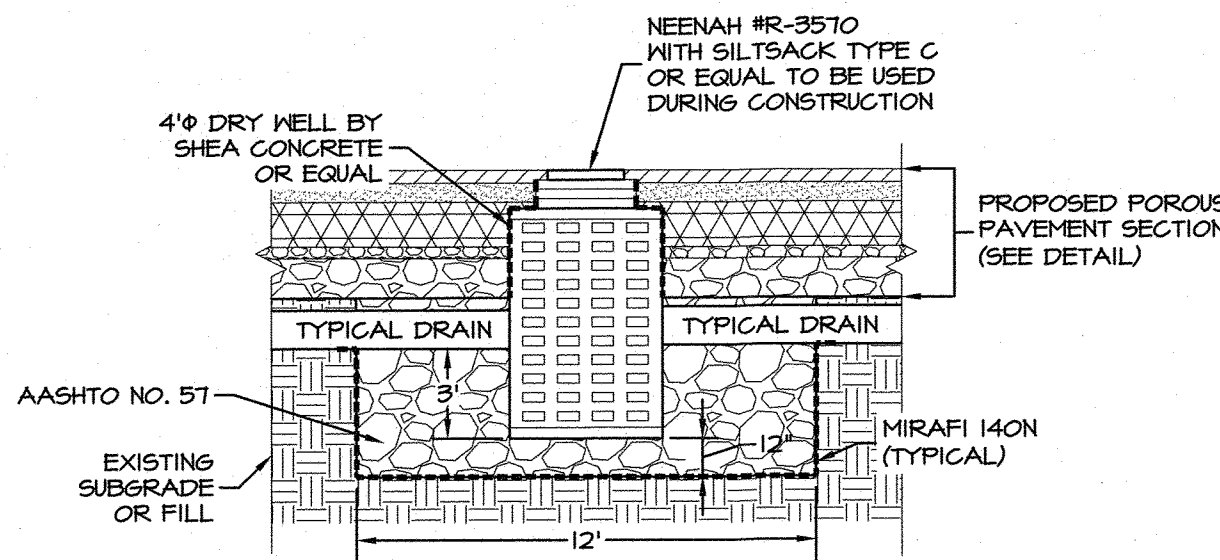 NEENAH #R-3570
WITH SILTSACK TYPE C
OR EQUAL TO BE USED
DURING CONSTRUCTION
4'Φ DRY WELL BY
SHEA CONCRETE
OR EQUAL
PROPOSED POROUS
PAVEMENT SECTION
(SEE DETAIL)
TYPICAL DRAIN
TYPICAL DRAIN
3'
AASHTO NO. 57
12"
MIRAFI 140N
(TYPICAL)
EXISTING
SUBGRADE
OR FILL
12'